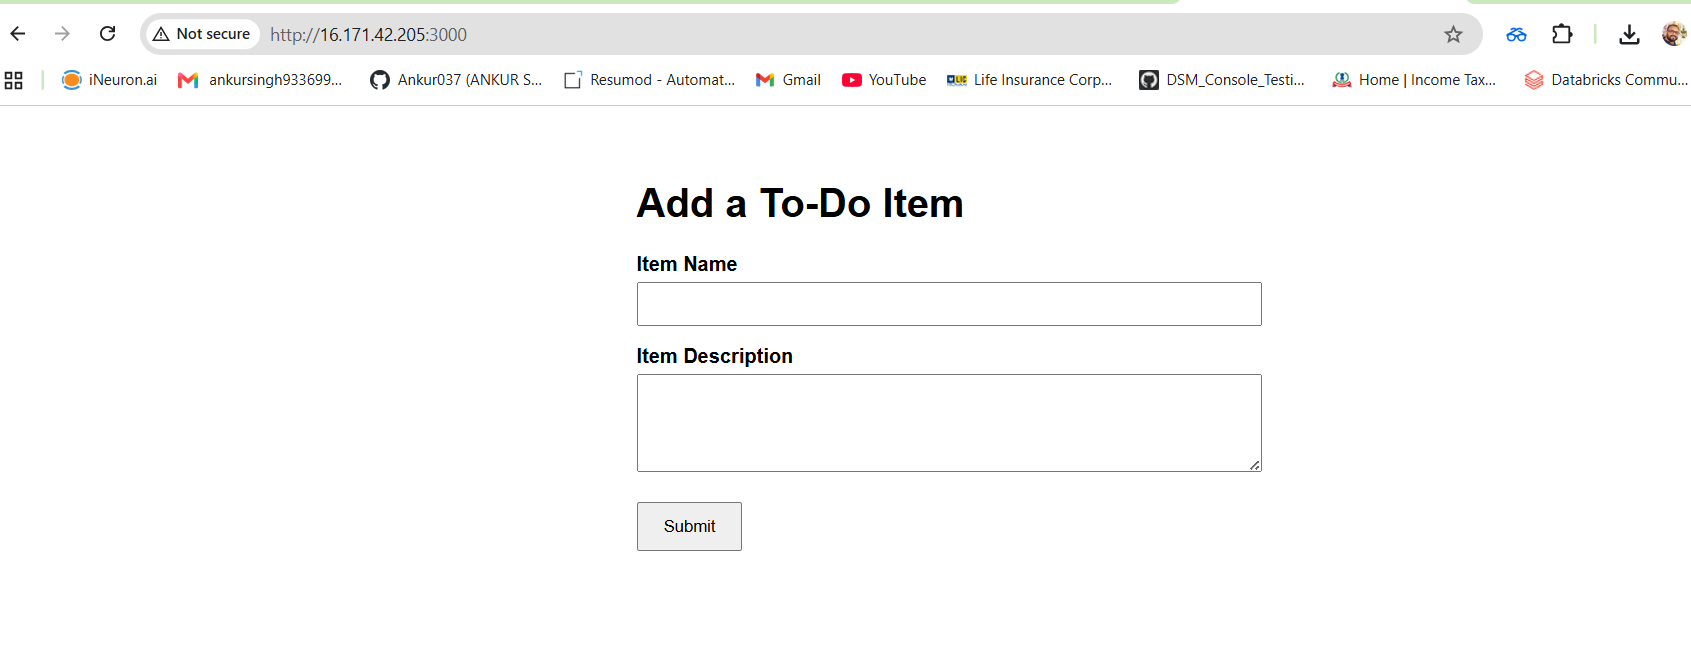 Not secure http://16.171.42.205:3000
iNeuron.ai ankursingh933699... Ankur037 (ANKUR S... Resumod - Automat... Gmail YouTube LIC Life Insurance Corp... DSM_Console_Testi... Home | Income Tax... Databricks Commu...
Add a To-Do Item
Item Name
Item Description
Submit